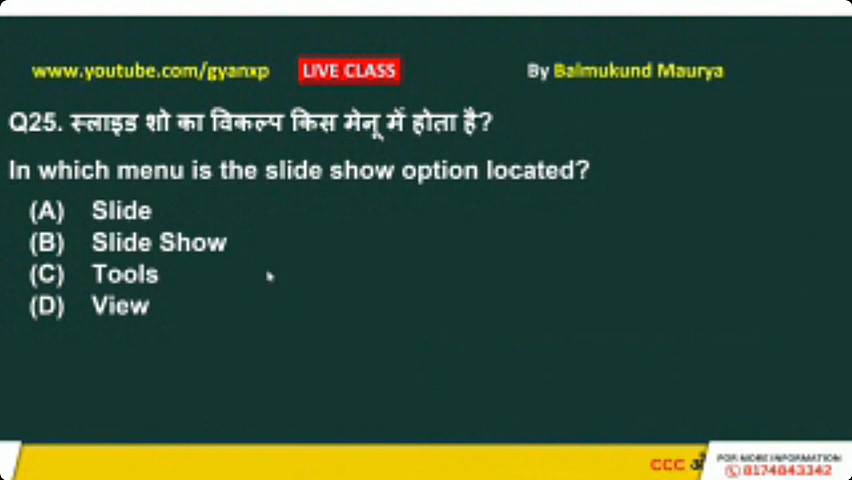 www.youtube.com/gyanxp LIVE CLASS By Balmukund Maurya
Q25. स्लाइड शो का विकल्प किस मेनू में होता है?
In which menu is the slide show option located?
(A) Slide
(B) Slide Show
(C) Tools
(D) View
CCC
FOR MORE INFORMATION
8174843342